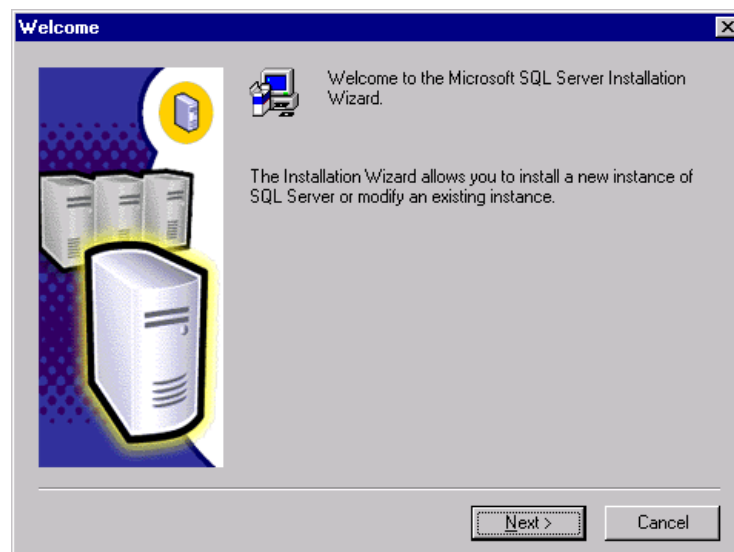 Welcome
Welcome to the Microsoft SQL Server Installation
Wizard.
The Installation Wizard allows you to install a new instance of
SQL Server or modify an existing instance.
Next >
Cancel